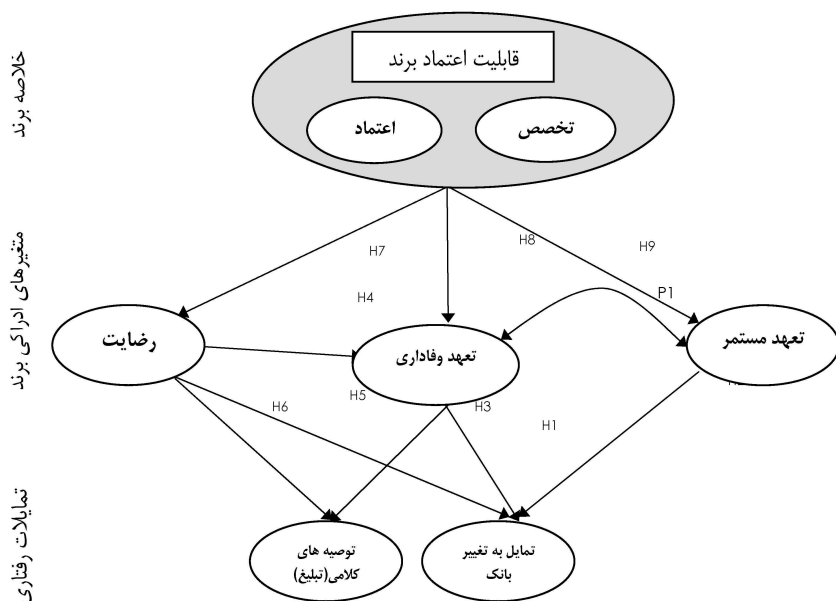 خلاصه برند
قابلیت اعتماد برند
تخصص
اعتماد
متغیرهای ادراکی برند
H7
H8
H9
H4
P1
رضایت
تعهد وفاداری
تعهد مستمر
H5
H6
H3
H1
تمایلات رفتاری
توصیه های
کلامی(تبلیغ)
تمایل به تغییر
بانک